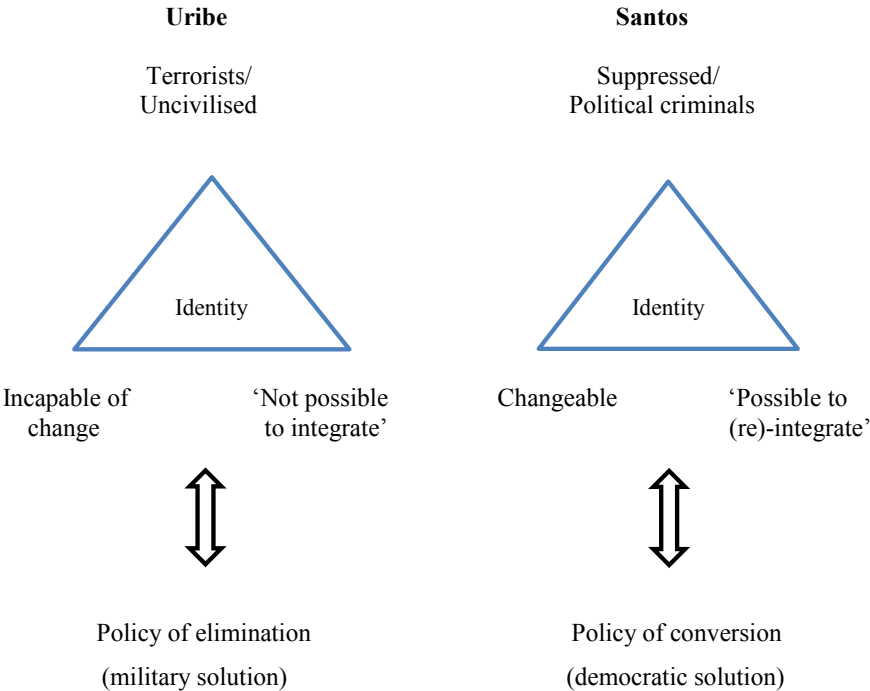 Uribe
Terrorists/
Uncivilised
Identity
Incapable of
change
‘Not possible
to integrate’
Policy of elimination
(military solution)
Santos
Suppressed/
Political criminals
Identity
Changeable
‘Possible to
(re)-integrate’
Policy of conversion
(democratic solution)